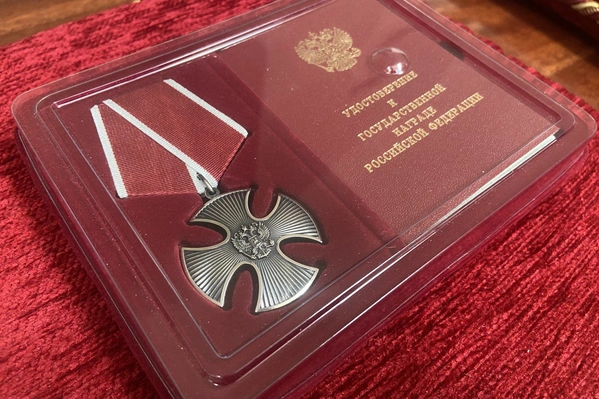 УДОСТОВЕРЕНИЕ
К
ГОСУДАРСТВЕННОЙ
НАГРАДЕ
РОССИЙСКОЙ ФЕДЕРАЦИИ